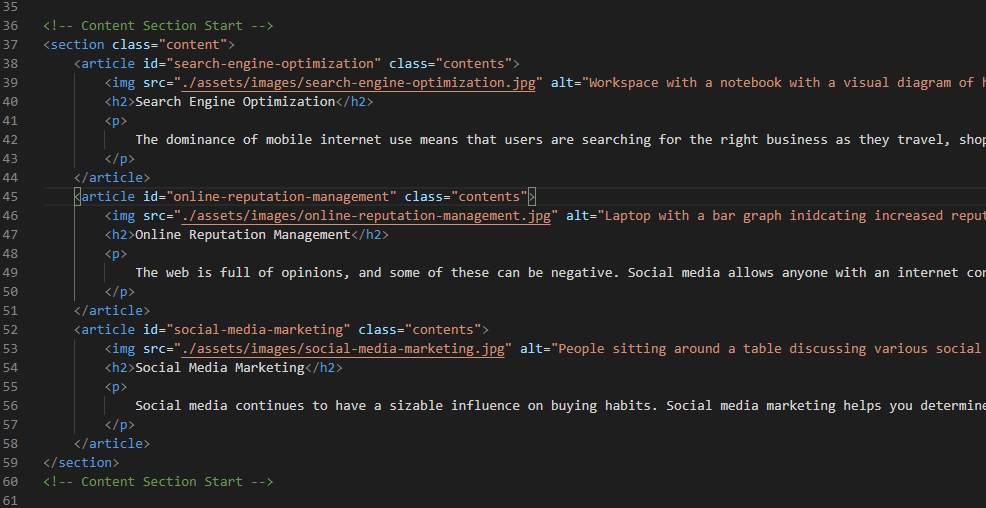 35
36 <!-- Content Section Start -->
37 <section class="content">
38 <article id="search-engine-optimization" class="contents">
39 <img src="./assets/images/search-engine-optimization.jpg" alt="Workspace with a notebook with a visual diagram of
40 <h2>Search Engine Optimization</h2>
41 <p>
42 The dominance of mobile internet use means that users are searching for the right business as they travel, shop
43 </p>
44 </article>
45 <article id="online-reputation-management" class="contents">
46 <img src="./assets/images/online-reputation-management.jpg" alt="Laptop with a bar graph inidcating increased reput
47 <h2>Online Reputation Management</h2>
48 <p>
49 The web is full of opinions, and some of these can be negative. Social media allows anyone with an internet con
50 </p>
51 </article>
52 <article id="social-media-marketing" class="contents">
53 <img src="./assets/images/social-media-marketing.jpg" alt="People sitting around a table discussing various social
54 <h2>Social Media Marketing</h2>
55 <p>
56 Social media continues to have a sizable influence on buying habits. Social media marketing helps you determine
57 </p>
58 </article>
59 </section>
60 <!-- Content Section Start -->
61